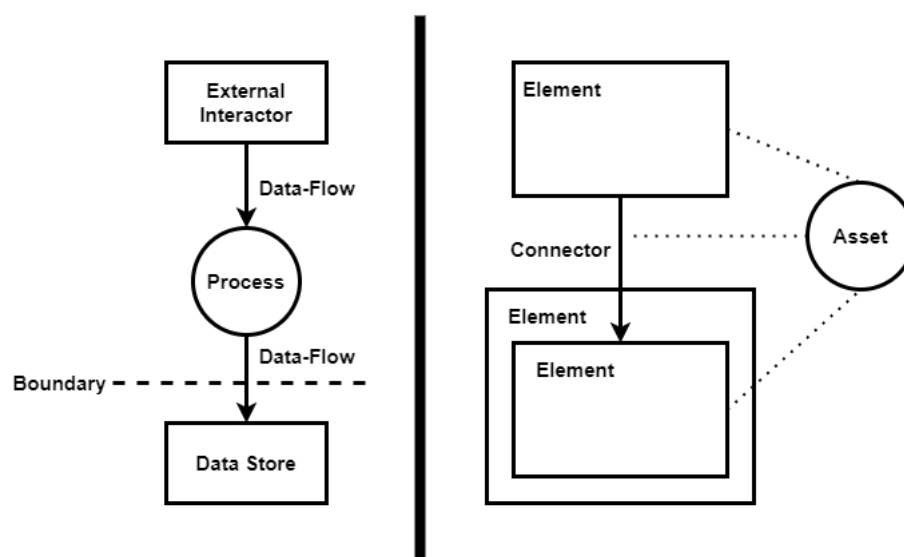 External
Interactor
Data-Flow
Process
Data-Flow
Boundary
Data Store
Element
Connector
Asset
Element
Element